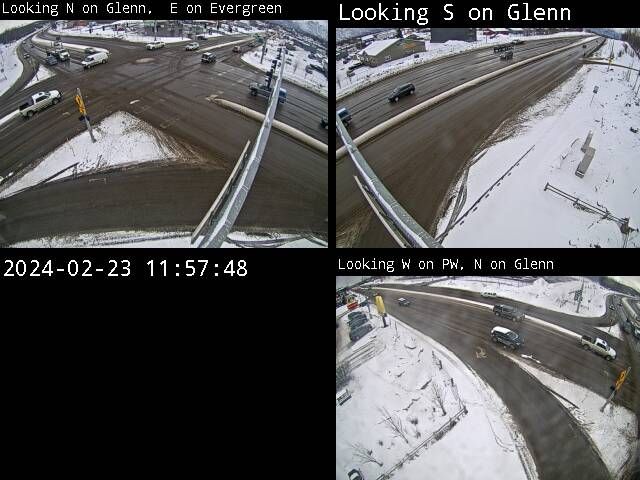 Looking N on Glenn,  E on Evergreen
Looking S on Glenn
2024-02-23 11:57:48
Looking W on PW, N on Glenn